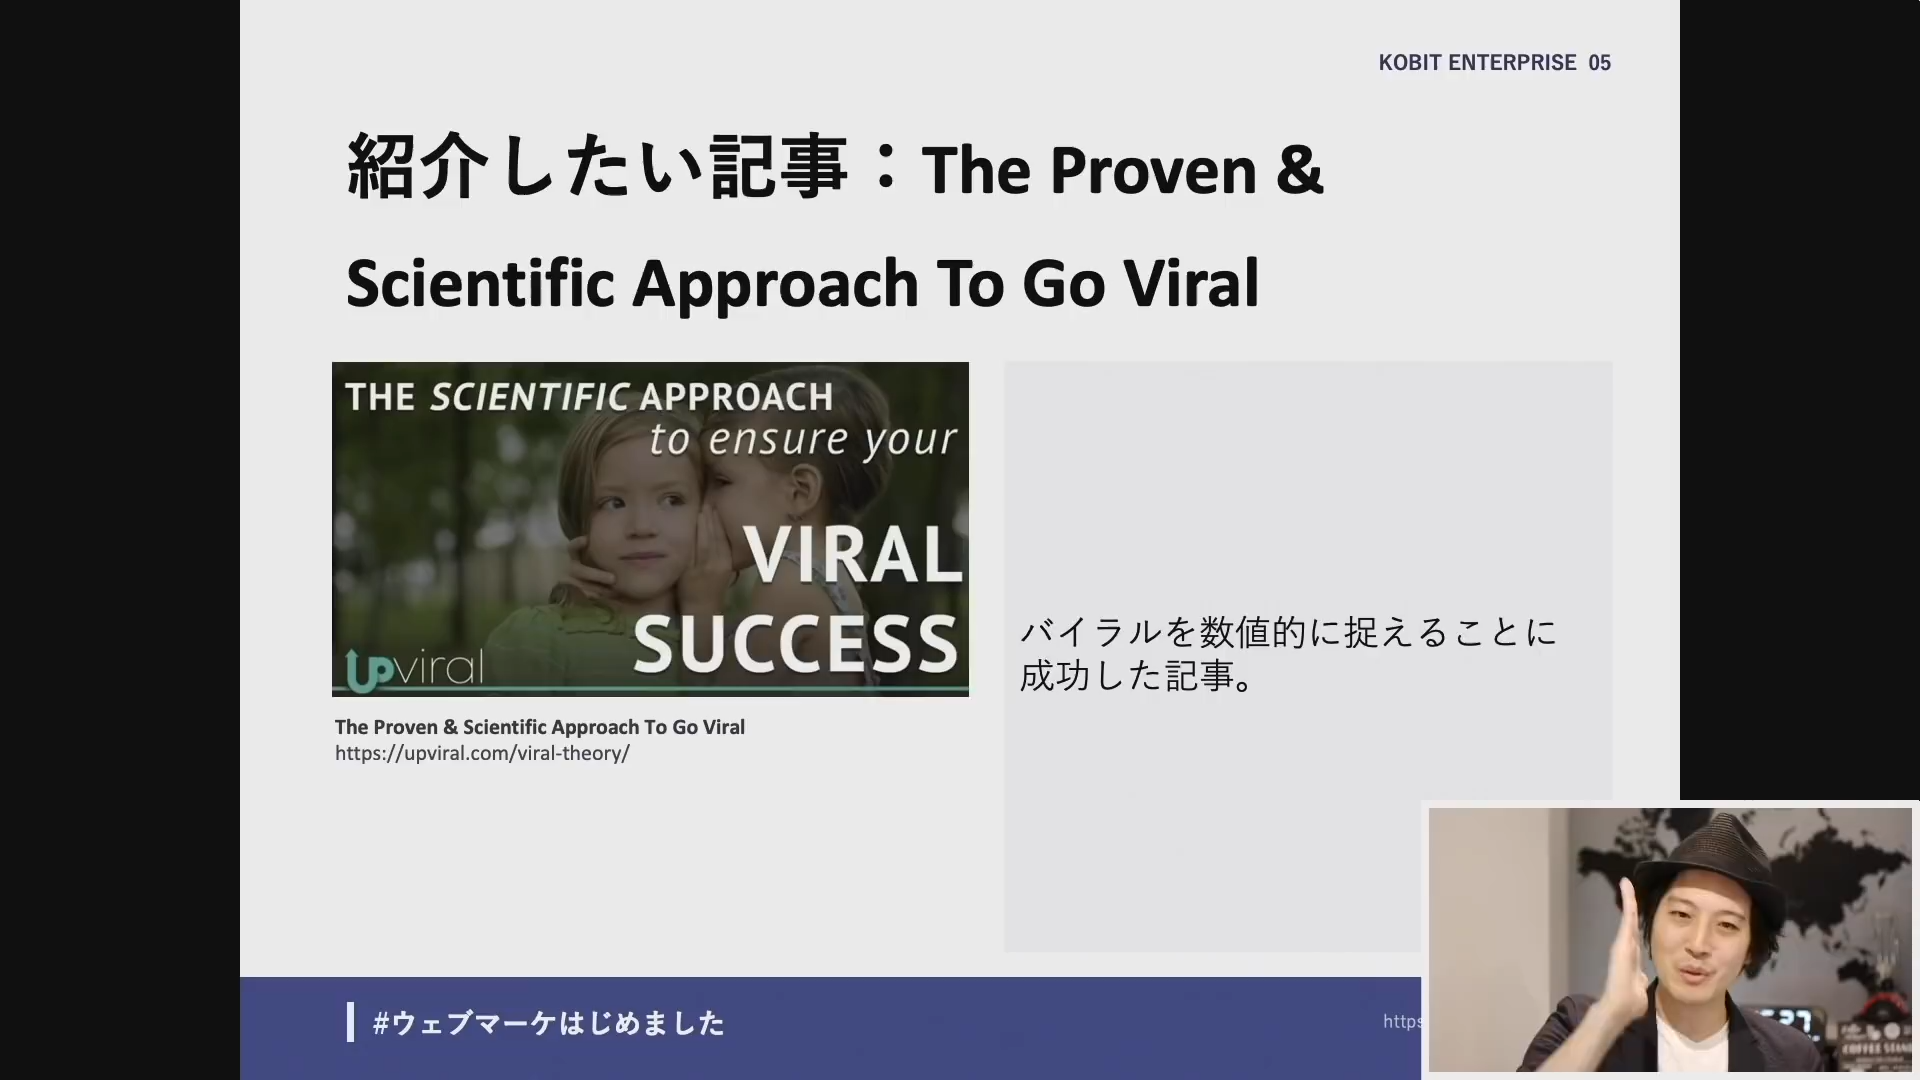 KOBIT ENTERPRISE 05
紹介したい記事：The Proven &
Scientific Approach To Go Viral
THE SCIENTIFIC APPROACH
to ensure your
VIRAL
SUCCESS
upviral
The Proven & Scientific Approach To Go Viral
https://upviral.com/viral-theory/
バイラルを数値的に捉えることに
成功した記事。
#ウェブマーケはじめました
https
COFFEE